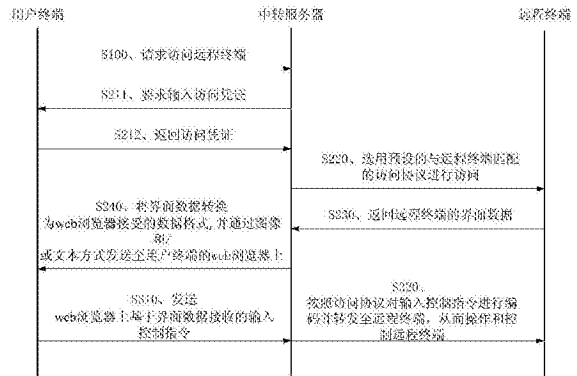 用户终端
中转服务器
远程终端
S100、请求访问远程终端
S211、要求输入访问凭证
S212、返回访问凭证
S220、选用预设的与远程终端匹配
的访问协议进行访问
S230、返回远程终端的界面数据
S240、将界面数据转换
为web浏览器接受的数据格式,并通过图像
和/
或文本方式发送至用户终端的web浏览器上
S310、发送
web浏览器上基于界面数据接收的输入
控制指令
S320、
按照访问协议对输入控制指令进行编
码并转发至远程终端，从而操作和控
制远程终端